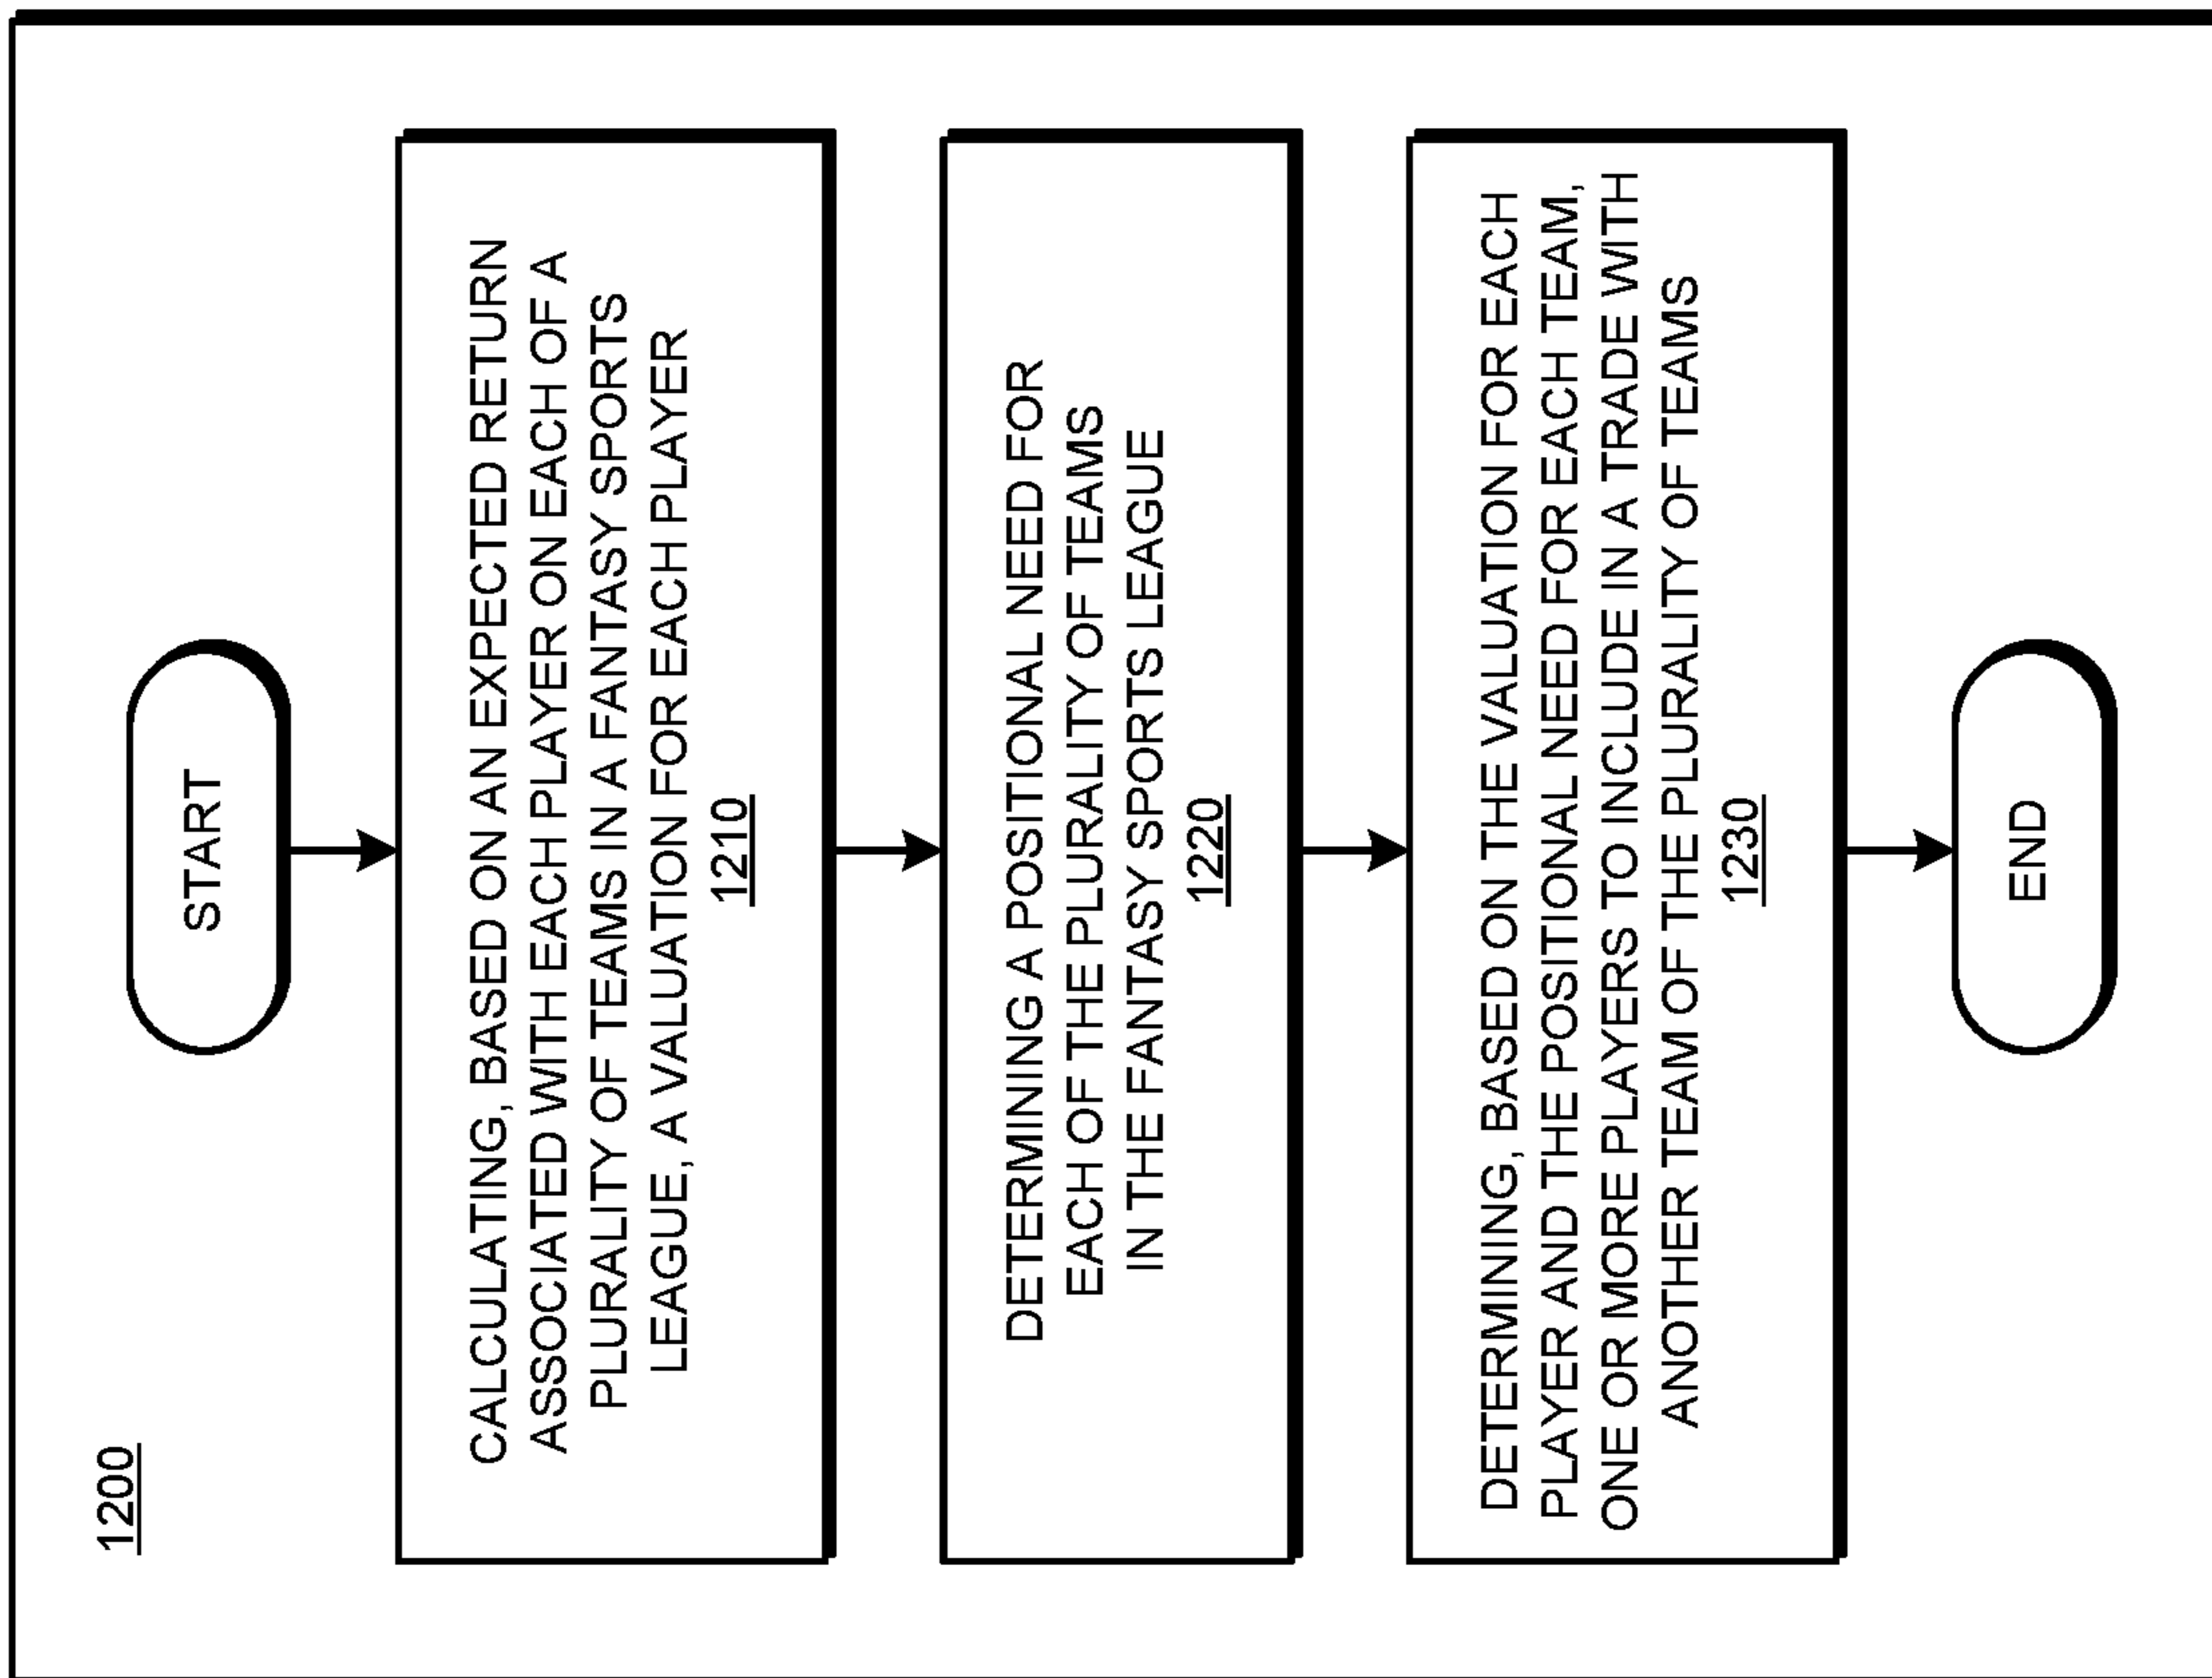 1200
START
CALCULATING, BASED ON AN EXPECTED RETURN
ASSOCIATED WITH EACH PLAYER ON EACH OF A
PLURALITY OF TEAMS IN A FANTASY SPORTS
LEAGUE, A VALUATION FOR EACH PLAYER
1210
DETERMINING A POSITIONAL NEED FOR
EACH OF THE PLURALITY OF TEAMS
IN THE FANTASY SPORTS LEAGUE
1220
DETERMINING, BASED ON THE VALUATION FOR EACH
PLAYER AND THE POSITIONAL NEED FOR EACH TEAM,
ONE OR MORE PLAYERS TO INCLUDE IN A TRADE WITH
ANOTHER TEAM OF THE PLURALITY OF TEAMS
1230
END